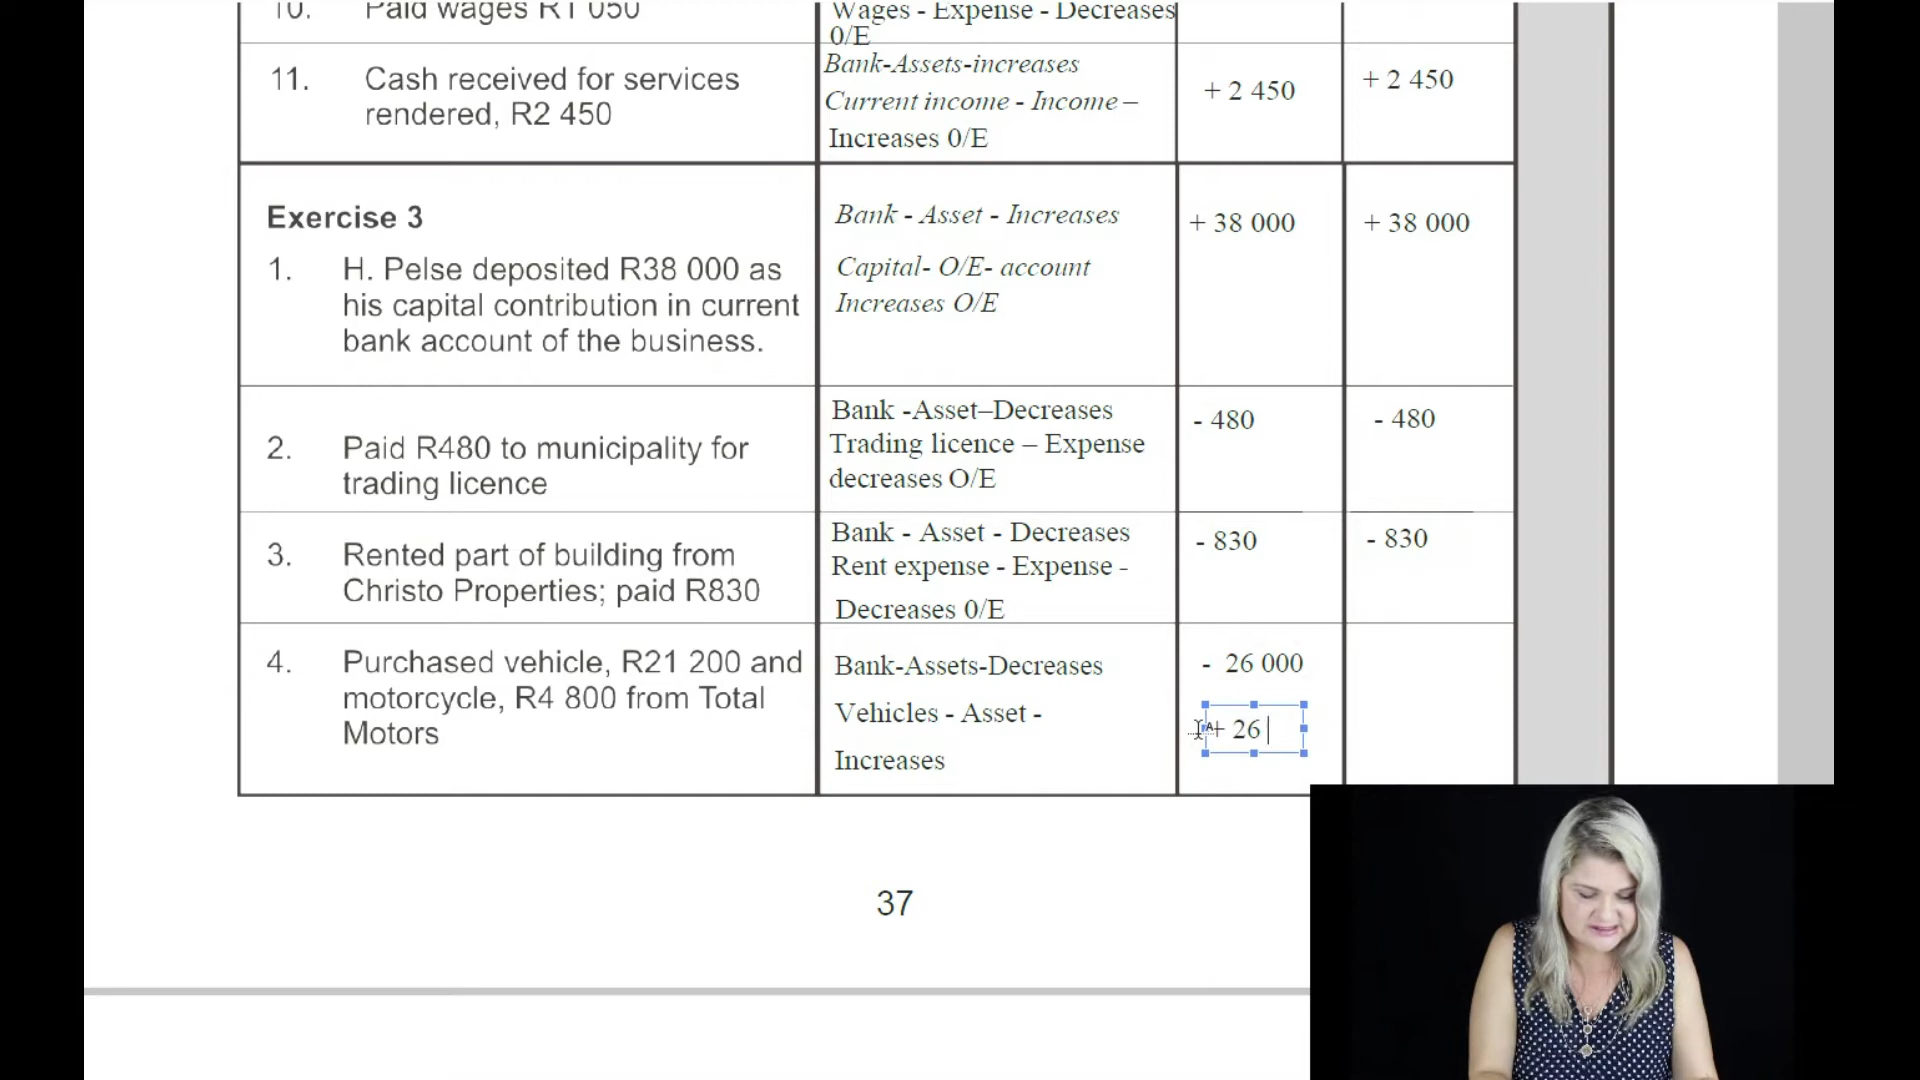 10. Paid wages R1 050
Wages - Expense - Decreases
0/E
11. Cash received for services
rendered, R2 450
Bank-Assets-increases
Current income - Income –
Increases 0/E
+ 2 450
+ 2 450
Exercise 3
1. H. Pelse deposited R38 000 as
his capital contribution in current
bank account of the business.
Bank - Asset - Increases
Capital- O/E- account
Increases O/E
+ 38 000
+ 38 000
2. Paid R480 to municipality for
trading licence
Bank -Asset–Decreases
Trading licence – Expense
decreases O/E
- 480
- 480
3. Rented part of building from
Christo Properties; paid R830
Bank - Asset - Decreases
Rent expense - Expense -
Decreases 0/E
- 830
- 830
4. Purchased vehicle, R21 200 and
motorcycle, R4 800 from Total
Motors
Bank-Assets-Decreases
Vehicles - Asset -
Increases
- 26 000
+ 26
37